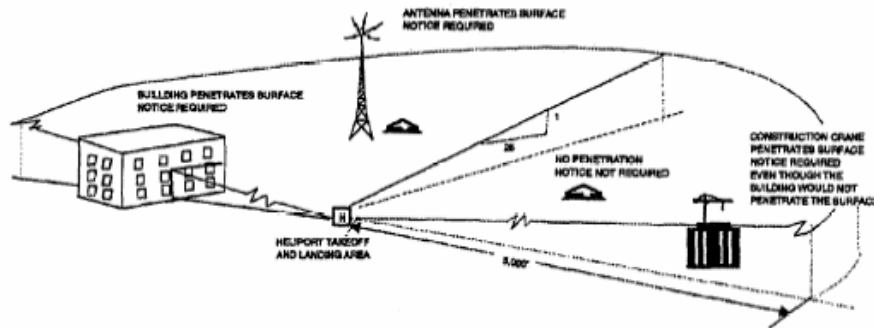 ANTENNA PENETRATES SURFACE
NOTICE REQUIRED
BUILDING PENETRATES SURFACE
NOTICE REQUIRED
1
25
NO PENETRATION
NOTICE NOT REQUIRED
CONSTRUCTION CRANE
PENETRATES SURFACE
NOTICE REQUIRED
EVEN THOUGH THE
BUILDING WOULD NOT
PENETRATE THE SURFACE
H
HELIPORT TAKEOFF
AND LANDING AREA
5,000'